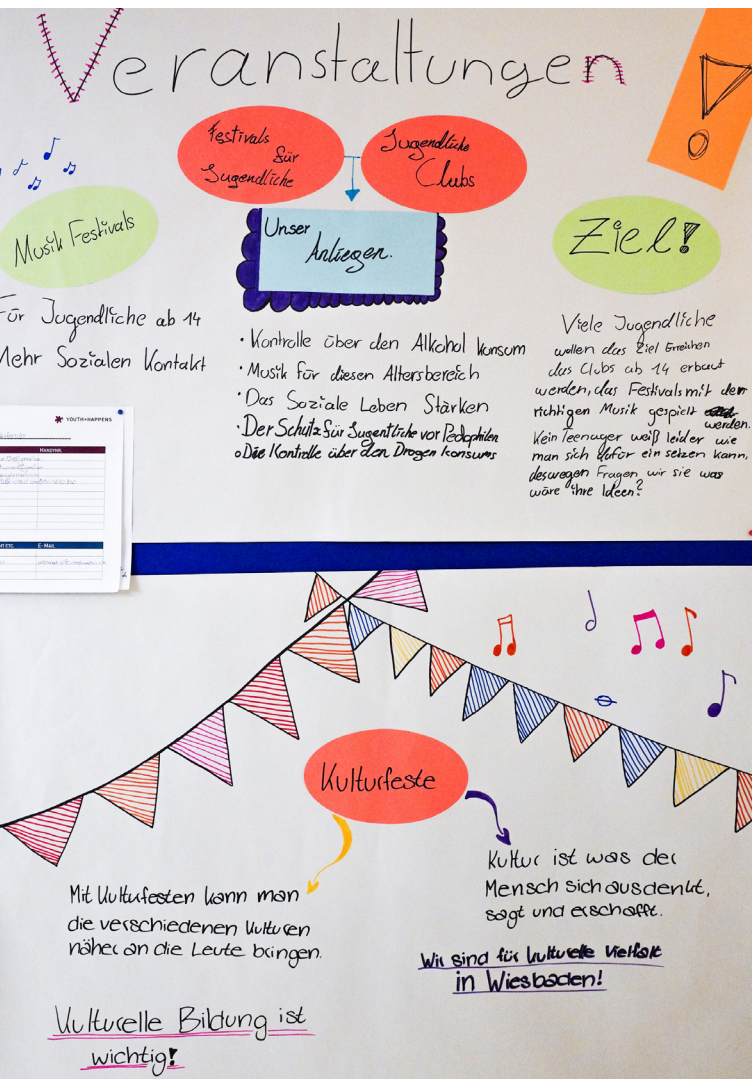 Veranstaltungen
Festivals
für
Jugendliche
Jugendliche
Clubs
Musik Festivals
Für Jugendliche ab 14
Mehr Sozialen Kontakt
Unser
Anliegen.
• Kontrolle über den Alkohol konsum
• Musik für diesen Altersbereich
• Das Soziale Leben Stärken
• Der Schutz für Jugentliche vor Pedophilen
• Die Kontrolle über den Drogen konsums
Ziel!
Viele Jugendliche
wollen das Ziel Erreichen
das Clubs ab 14 erbaut
werden, das Festivals mit der
richtigen Musik gespielt
werden.
Kein Teenager weiß leider wie
man sich dafür ein setzen kann,
deswegen Fragen wir sie was
wäre ihre Ideen?
YOUTH+HAPPENS
HANDYNR.
E-MAIL
Kulturfeste
Mit Kulturfesten kann man
die verschiedenen Kulturen
näher an die Leute bringen.
Kulturelle Bildung ist
wichtig!
Kultur ist was der
Mensch sich ausdenkt,
sagt und erschafft.
Wir sind für kulturelle Vielfalt
in Wiesbaden!